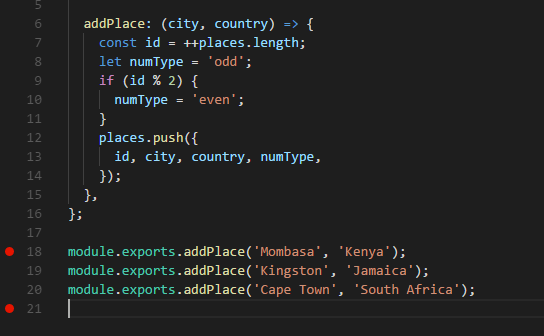 5
6 addPlace: (city, country) => {
7 const id = ++places.length;
8 let numType = 'odd';
9 if (id % 2) {
10 numType = 'even';
11 }
12 places.push({
13 id, city, country, numType,
14 });
15 },
16 };
17
18 module.exports.addPlace('Mombasa', 'Kenya');
19 module.exports.addPlace('Kingston', 'Jamaica');
20 module.exports.addPlace('Cape Town', 'South Africa');
21